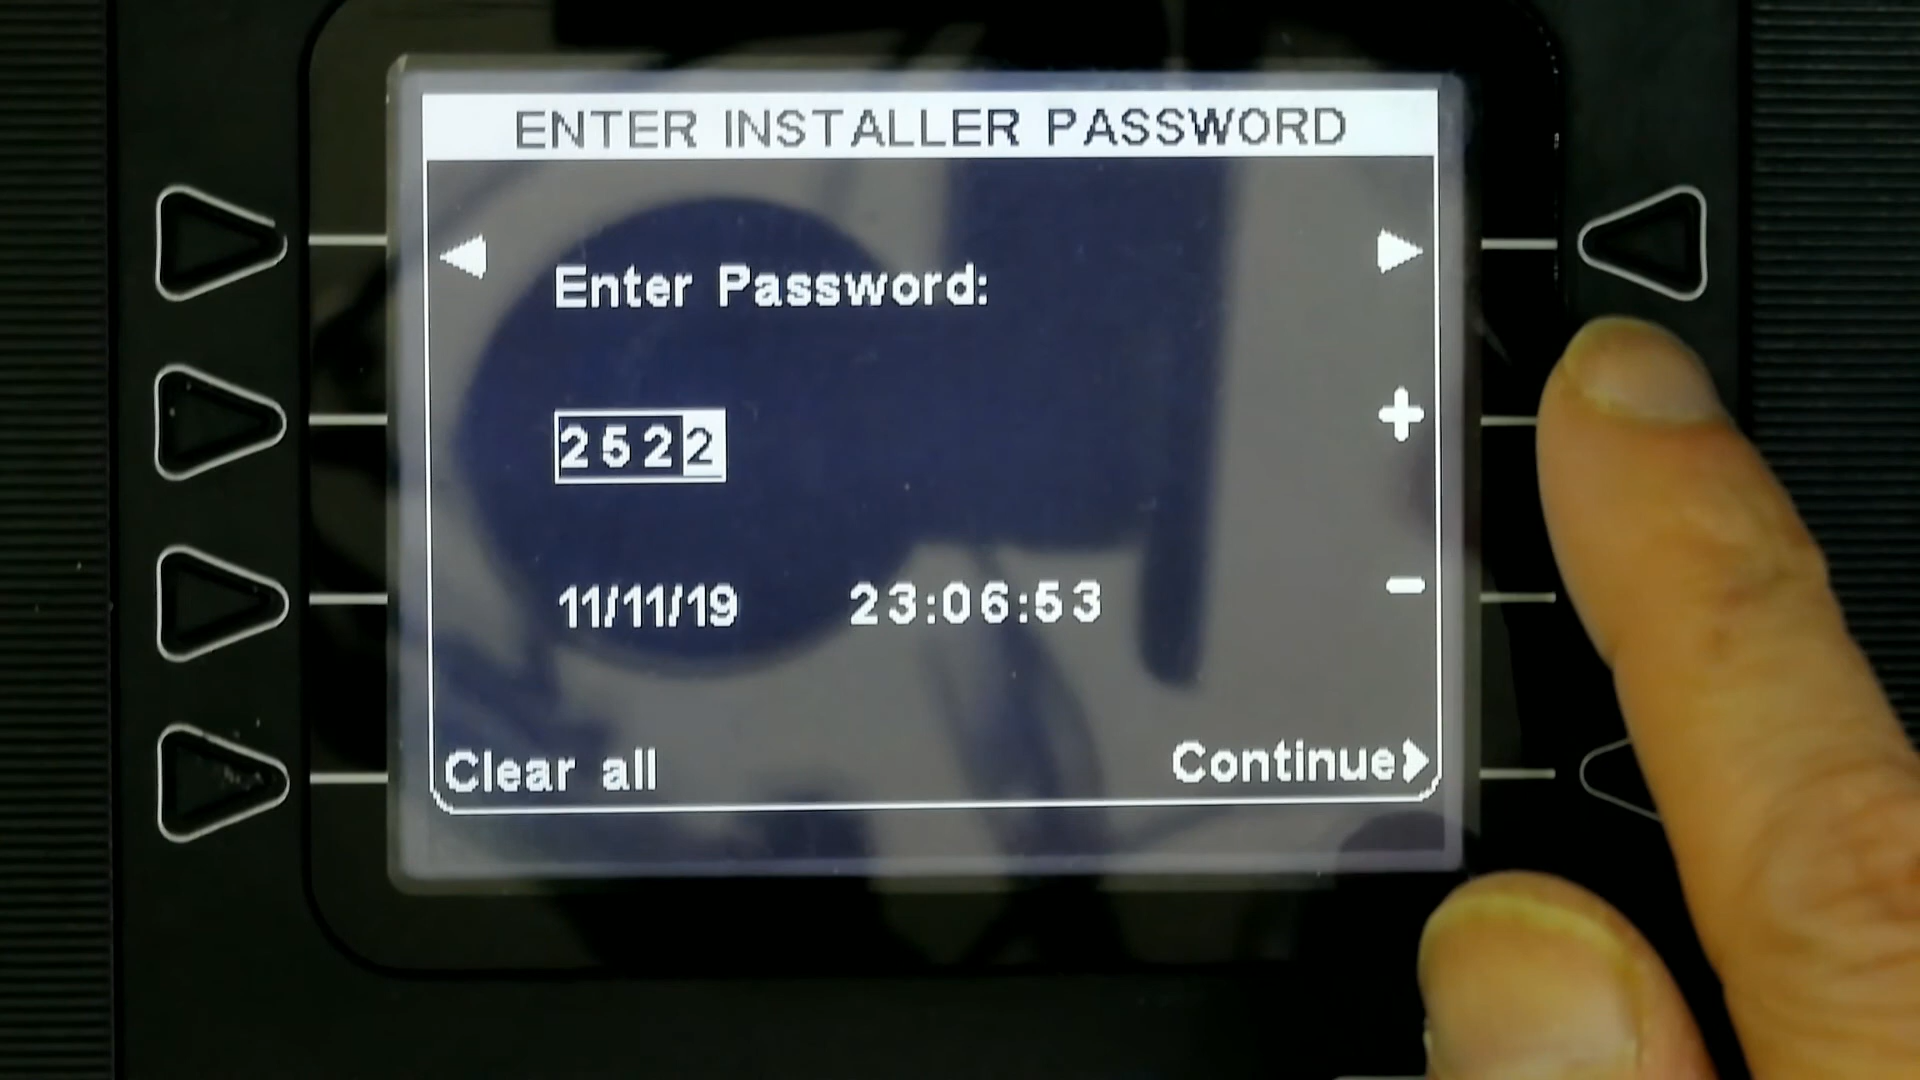 ENTER INSTALLER PASSWORD
Enter Password:
2522
11/11/19 23:06:53
Clear all Continue